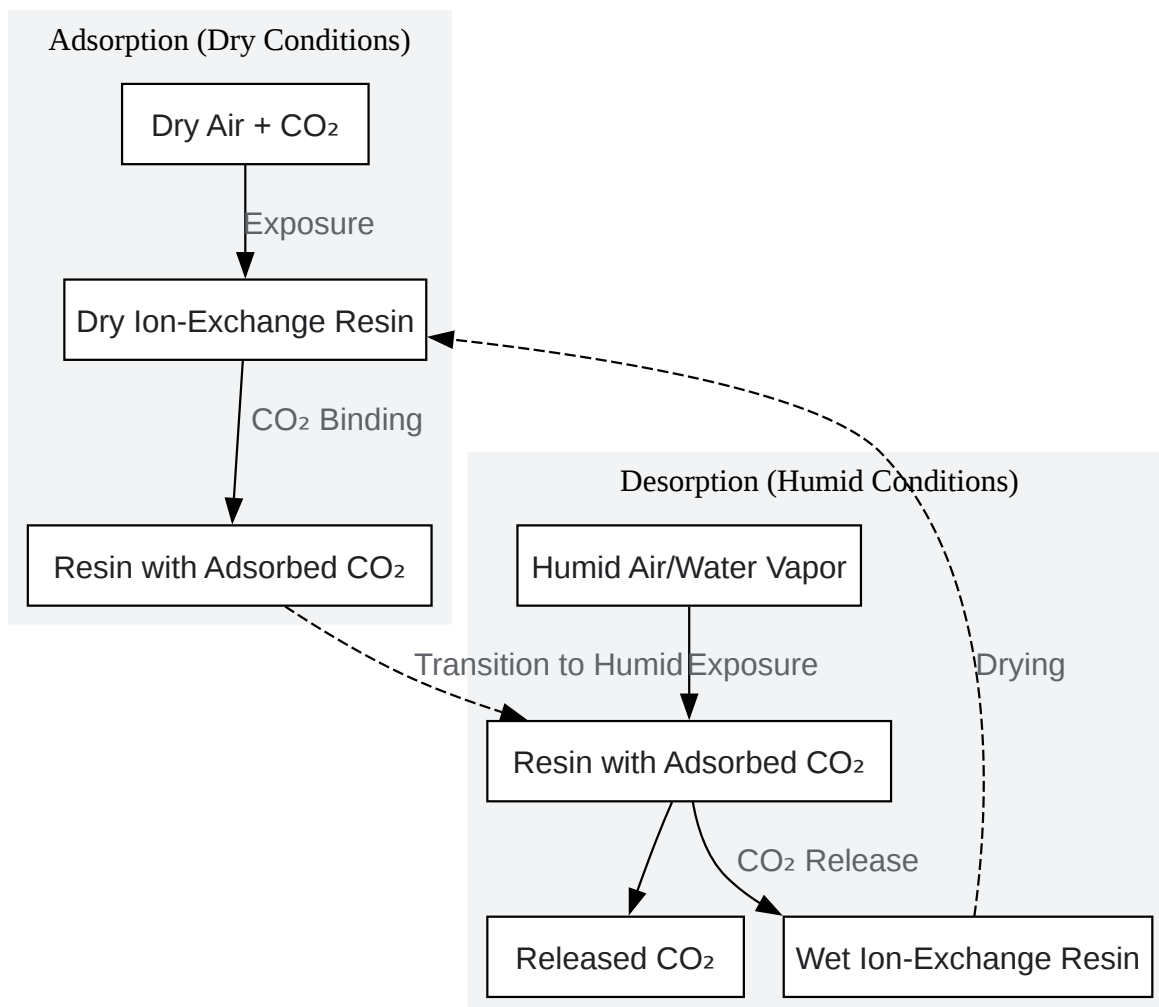 Adsorption (Dry Conditions)
Dry Air + CO₂
Exposure
Dry Ion-Exchange Resin
CO₂ Binding
Resin with Adsorbed CO₂
Desorption (Humid Conditions)
Humid Air/Water Vapor
Transition to Humid
Exposure
Drying
Resin with Adsorbed CO₂
CO₂ Release
Released CO₂
Wet Ion-Exchange Resin